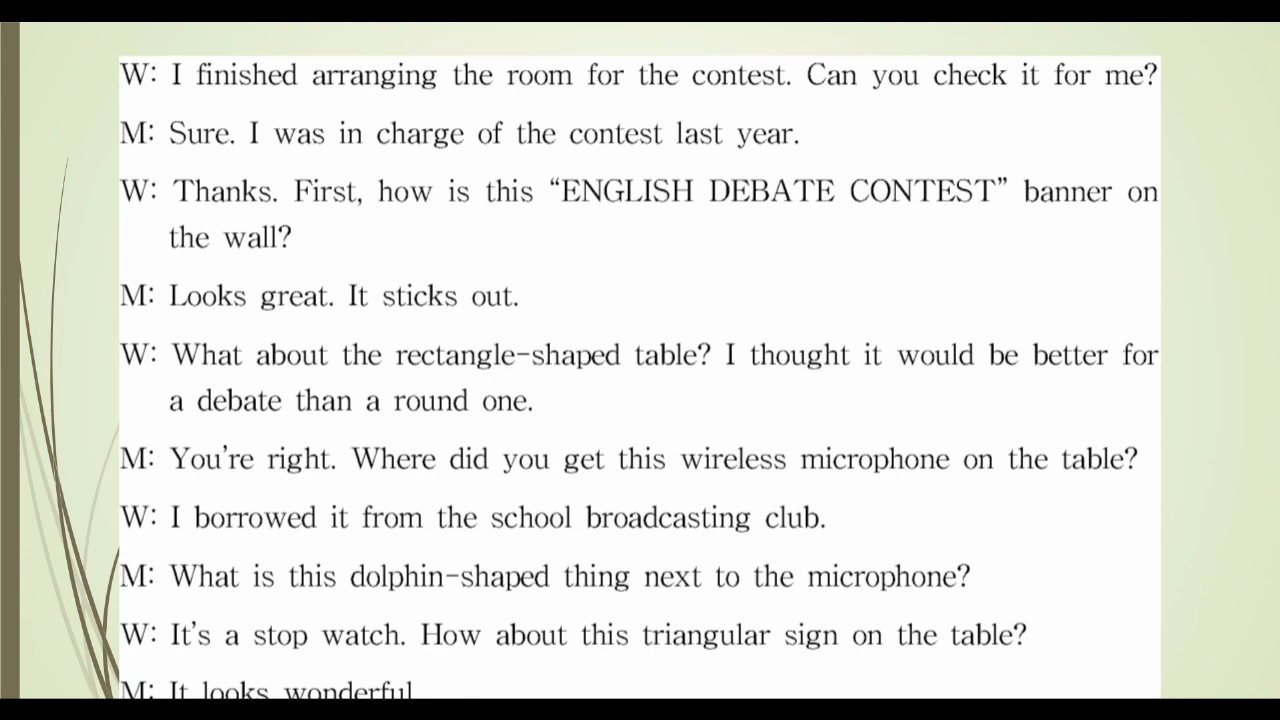 W: I finished arranging the room for the contest. Can you check it for me?
M: Sure. I was in charge of the contest last year.
W: Thanks. First, how is this “ENGLISH DEBATE CONTEST” banner on
the wall?
M: Looks great. It sticks out.
W: What about the rectangle-shaped table? I thought it would be better for
a debate than a round one.
M: You’re right. Where did you get this wireless microphone on the table?
W: I borrowed it from the school broadcasting club.
M: What is this dolphin-shaped thing next to the microphone?
W: It’s a stop watch. How about this triangular sign on the table?
M: It looks wonderful